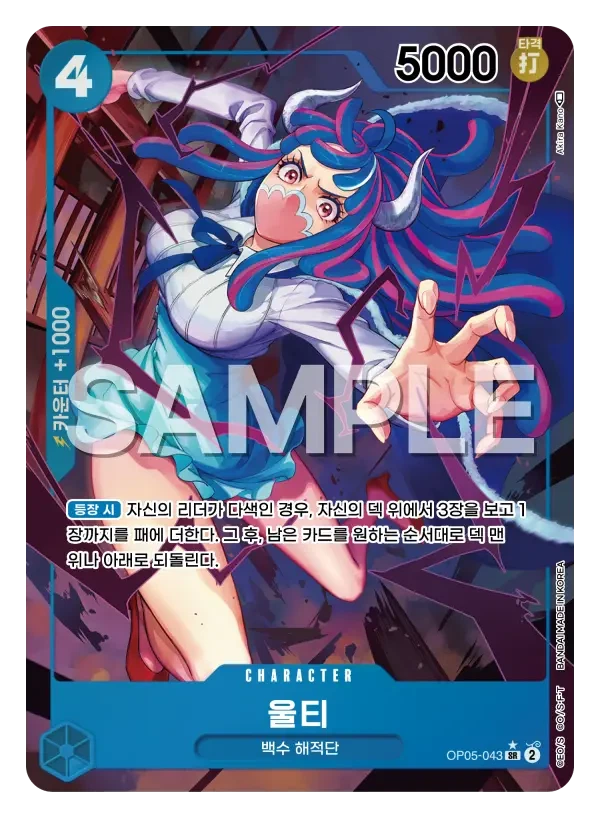 4
5000
타격
打
Akira Kano
카운터 +1000
SAMPLE
등장 시 자신의 리더가 다색인 경우, 자신의 덱 위에서 3장을 보고 1
장까지를 패에 더한다. 그 후, 남은 카드를 원하는 순서대로 덱 맨
위나 아래로 되돌린다.
©EO/S ©O/S·F·T BANDAI MADE IN KOREA
CHARACTER
울티
백수 해적단
OP05-043 ★ SR 2